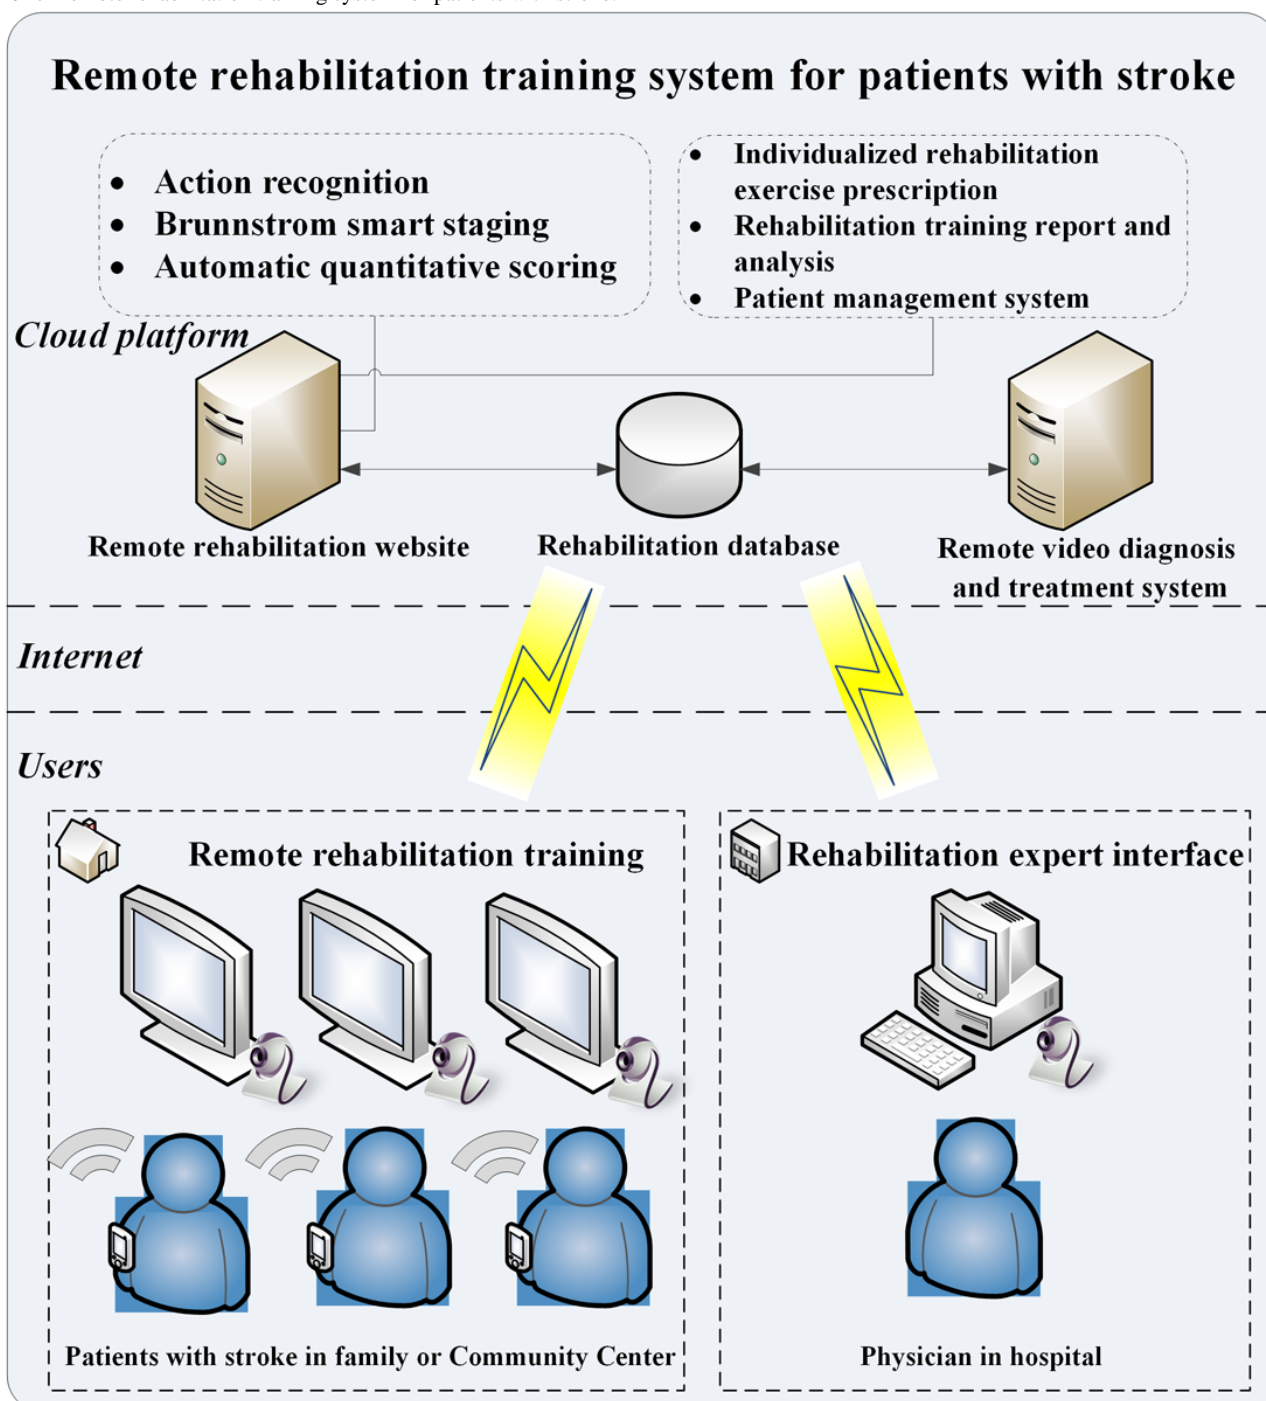 Remote rehabilitation training system for patients with stroke
• Action recognition
• Brunnstrom smart staging
• Automatic quantitative scoring
• Individualized rehabilitation
exercise prescription
• Rehabilitation training report and
analysis
• Patient management system
Cloud platform
Remote rehabilitation website
Rehabilitation database
Remote video diagnosis
and treatment system
Internet
Users
Remote rehabilitation training
Rehabilitation expert interface
Patients with stroke in family or Community Center
Physician in hospital